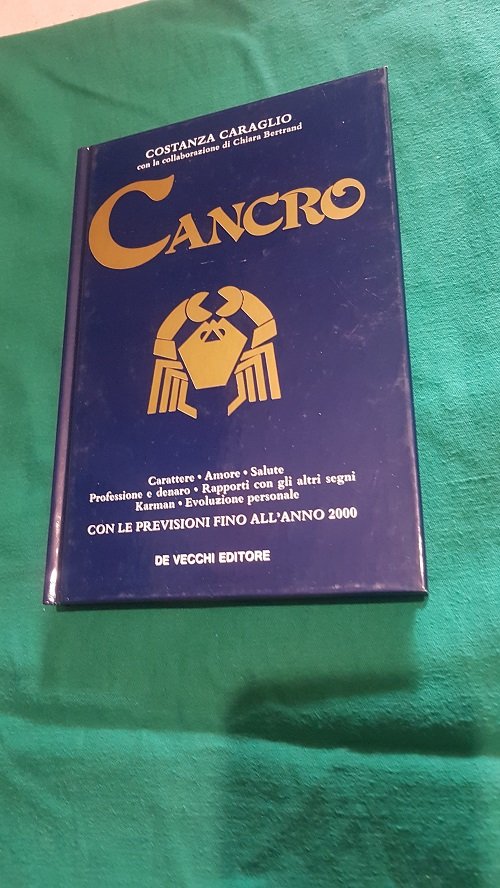 COSTANZA CARAGLIO
con la collaborazione di Chiara Bertrand
CANCRO
Carattere • Amore • Salute
Professione e denaro • Rapporti con gli altri segni
Karman • Evoluzione personale
CON LE PREVISIONI FINO ALL'ANNO 2000
DE VECCHI EDITORE